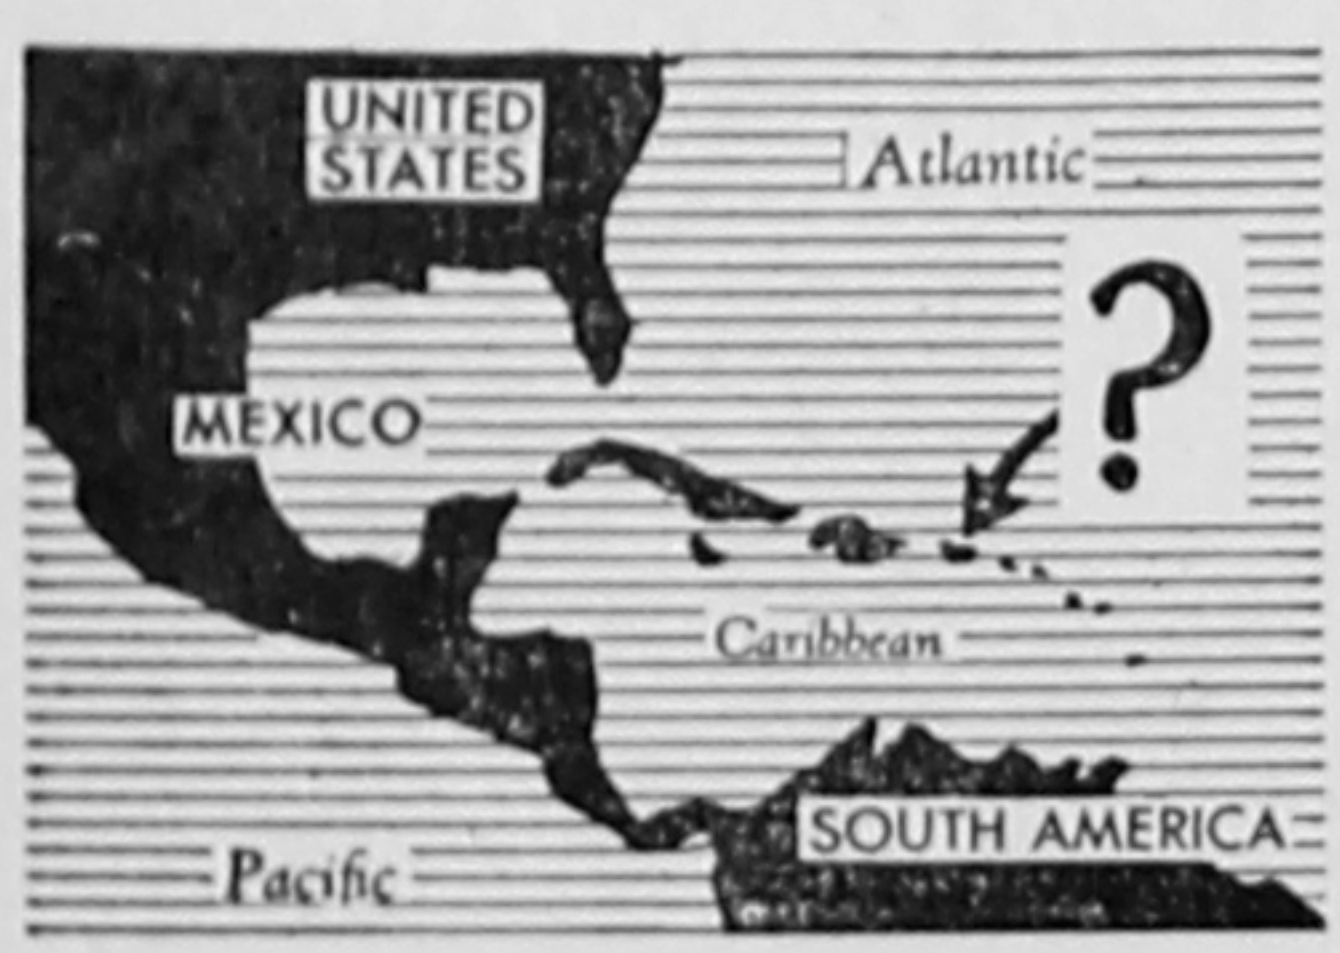 UNITED
STATES
Atlantic
?
MEXICO
Caribbean
SOUTH AMERICA
Pacific